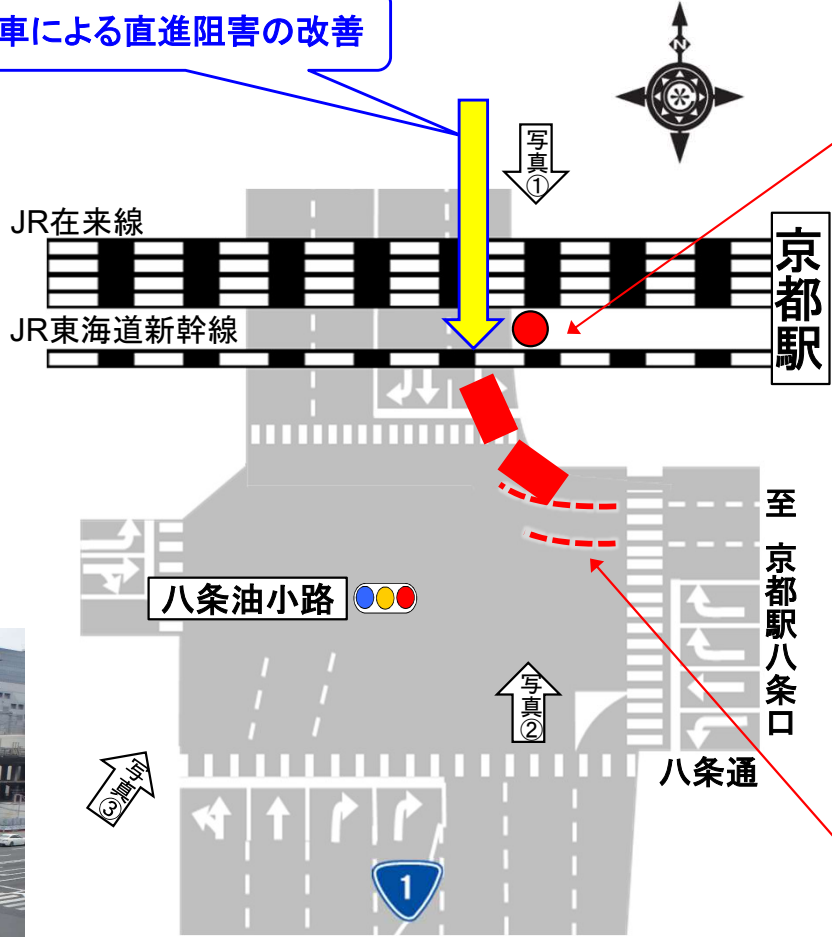 車による直進阻害の改善
N
写真①
JR在来線
京都駅
JR東海道新幹線
至 京都駅八条口
八条油小路
写真②
八条通
写真③
1